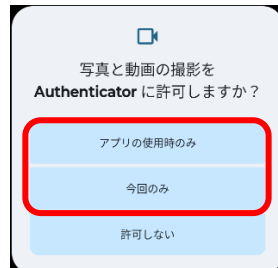 写真と動画の撮影を
Authenticator に許可しますか？
アプリの使用時のみ
今回のみ
許可しない